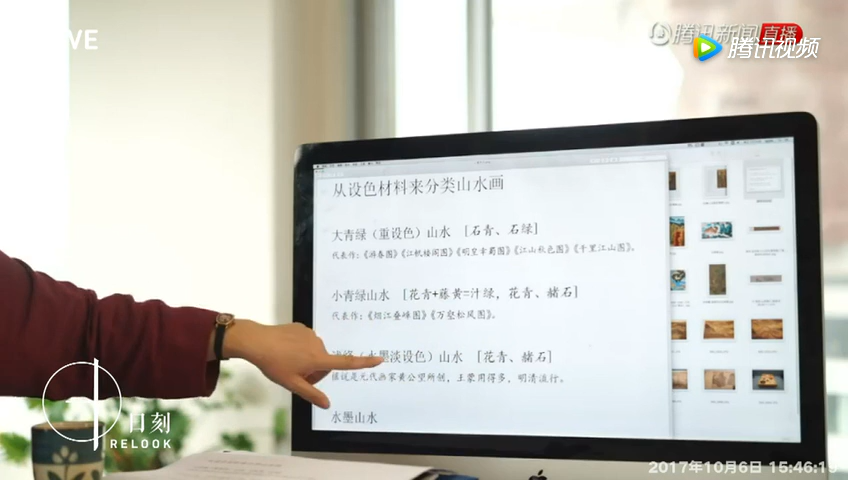 LIVE
腾讯新闻 直播
腾讯视频
从设色材料来分类山水画
大青绿（重设色）山水 [石青、石绿]
代表作：《游春图》《江帆楼阁图》《明皇幸蜀图》《江山秋色图》《千里江山图》。
小青绿山水 [花青+藤黄=汁绿，花青、赭石]
代表作：《烟江叠嶂图》《万壑松风图》。
浅绛（水墨淡设色）山水 [花青、赭石]
据说是元代画家黄公望所创，王蒙用得多，明清流行。
水墨山水
日刻
RELOOK
2017年10月6日 15:46:19